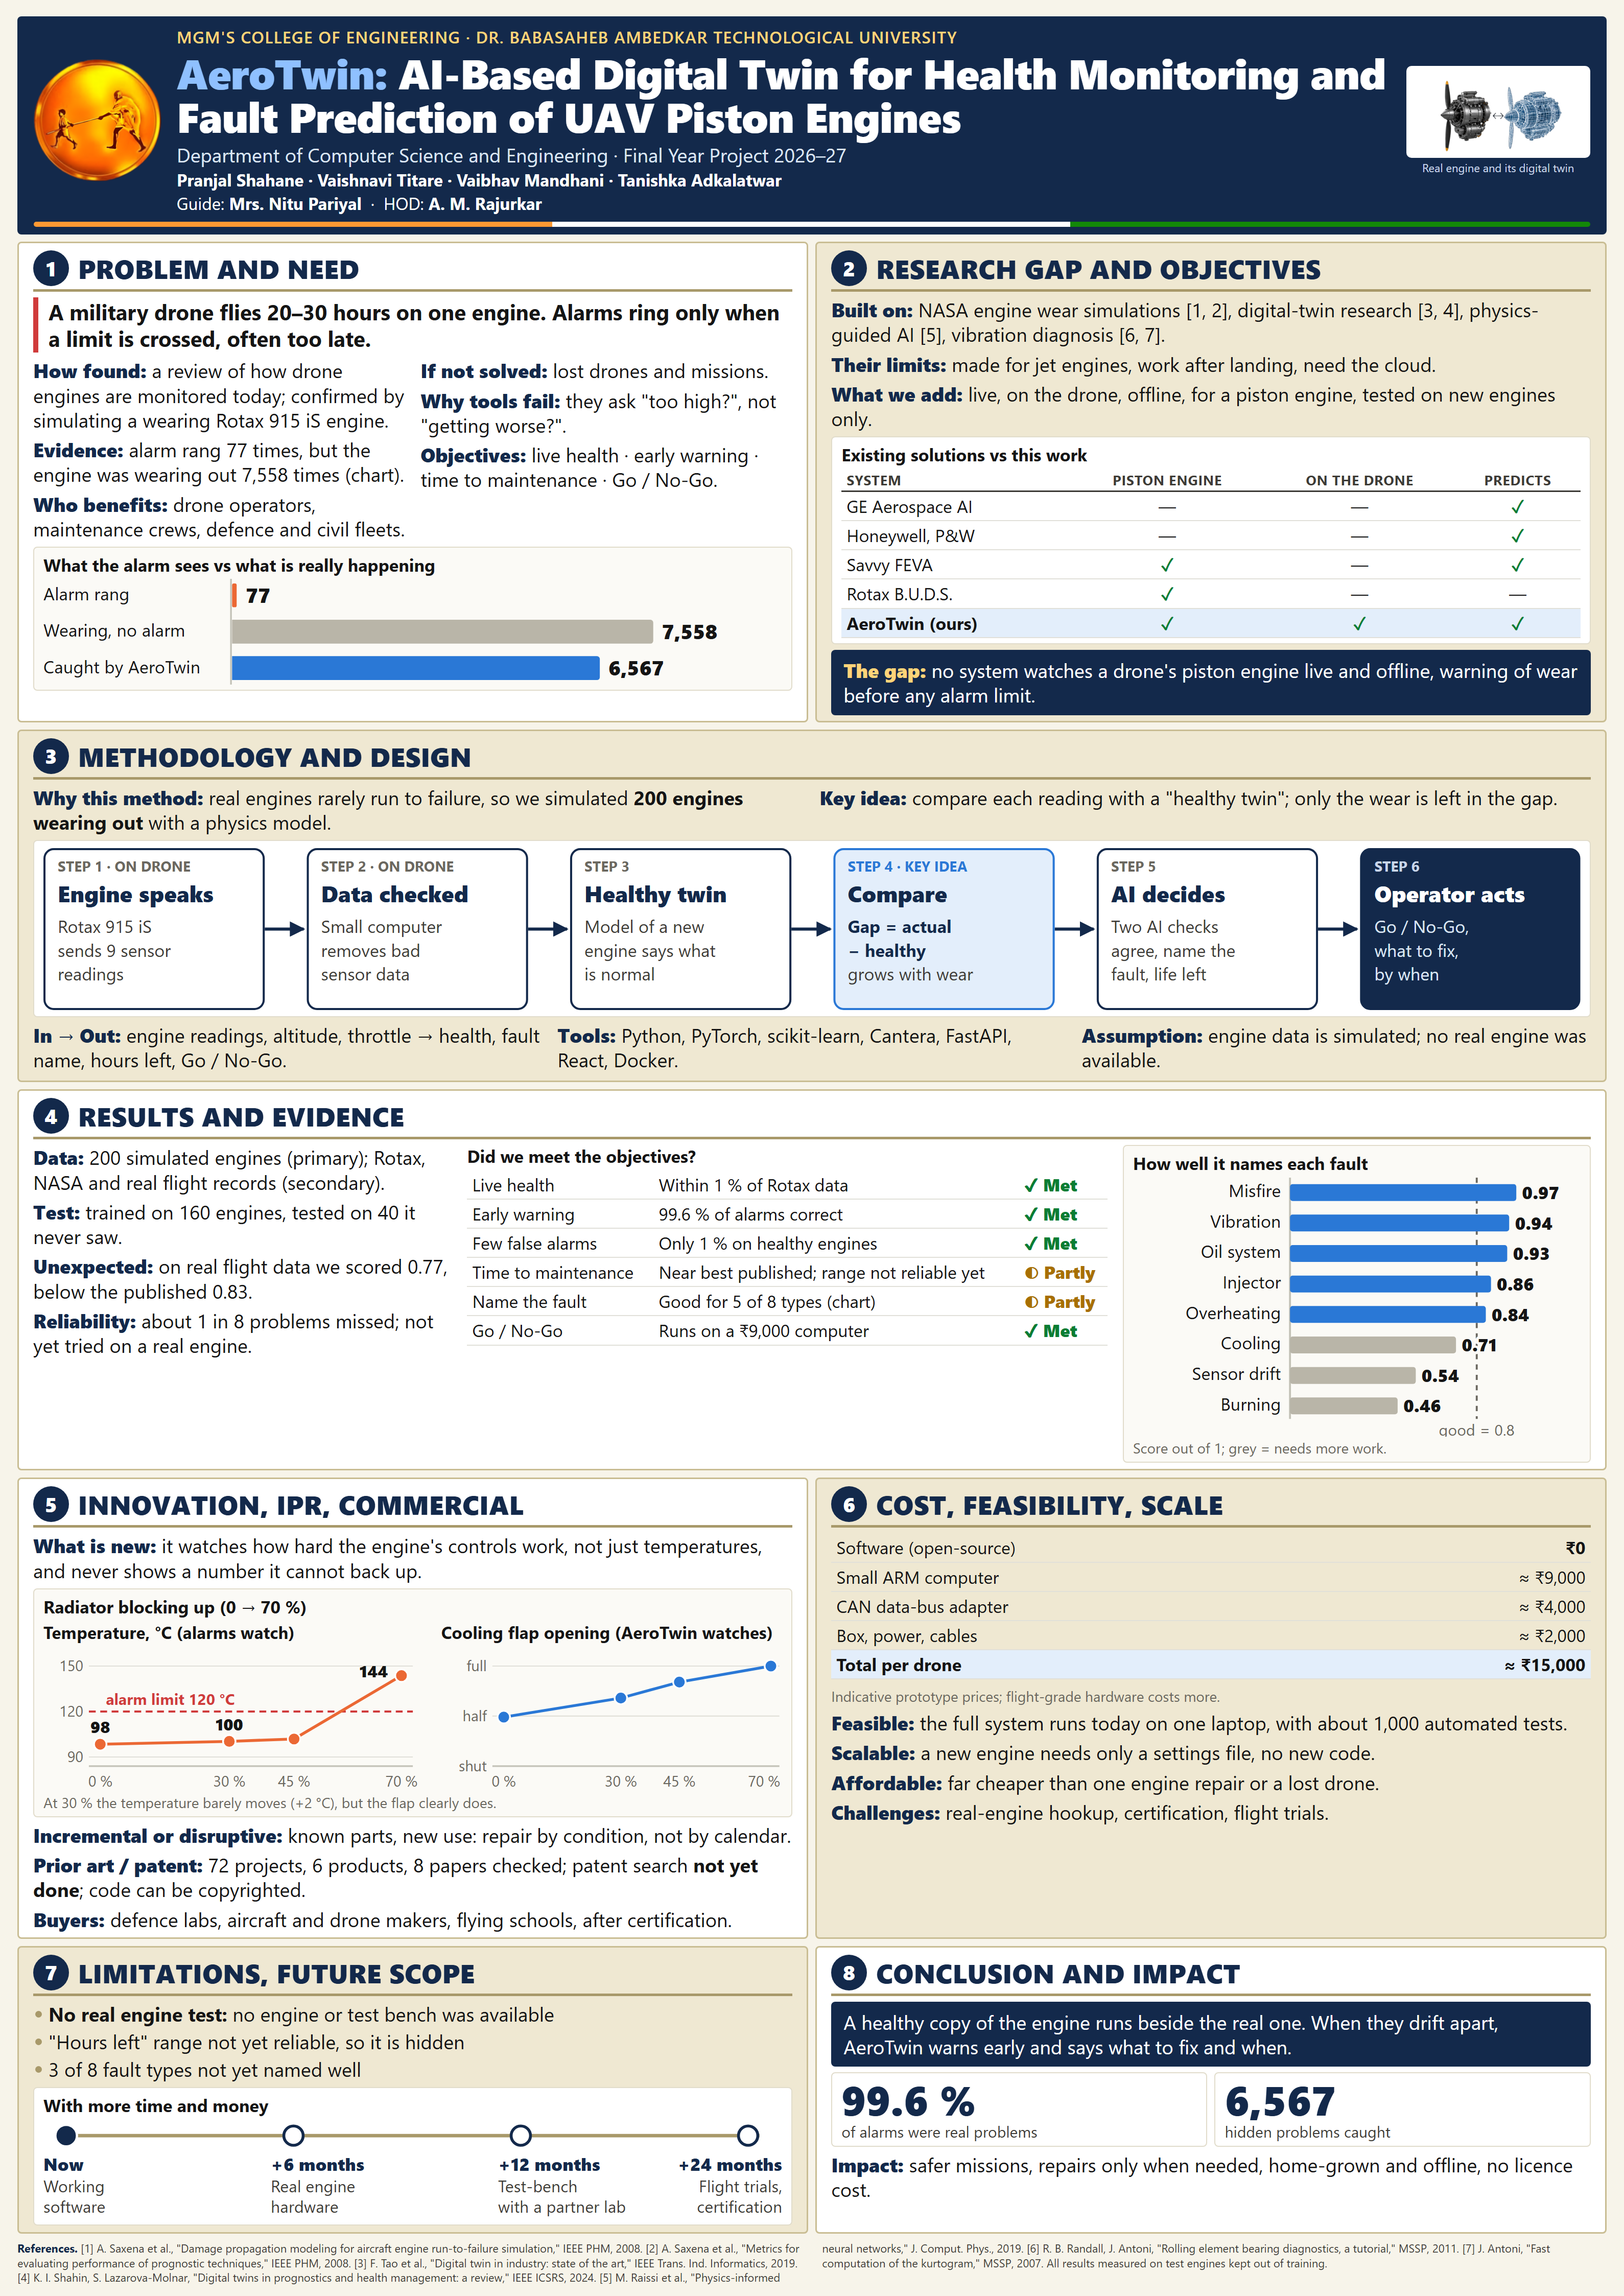 MGM'S COLLEGE OF ENGINEERING · DR. BABASAHEB AMBEDKAR TECHNOLOGICAL UNIVERSITY
AeroTwin: AI-Based Digital Twin for Health Monitoring and
Fault Prediction of UAV Piston Engines
Department of Computer Science and Engineering · Final Year Project 2026–27
Pranjal Shahane · Vaishnavi Titare · Vaibhav Mandhani · Tanishka Adkalatwar
Guide: Mrs. Nitu Pariyal · HOD: A. M. Rajurkar
Real engine and its digital twin
1 PROBLEM AND NEED
A military drone flies 20–30 hours on one engine. Alarms ring only when
a limit is crossed, often too late.
How found: a review of how drone
engines are monitored today; confirmed by
simulating a wearing Rotax 915 iS engine.
Evidence: alarm rang 77 times, but the
engine was wearing out 7,558 times (chart).
Who benefits: drone operators,
maintenance crews, defence and civil fleets.
If not solved: lost drones and missions.
Why tools fail: they ask "too high?", not
"getting worse?".
Objectives: live health · early warning ·
time to maintenance · Go / No-Go.
What the alarm sees vs what is really happening
Alarm rang 77
Wearing, no alarm 7,558
Caught by AeroTwin 6,567
2 RESEARCH GAP AND OBJECTIVES
Built on: NASA engine wear simulations [1, 2], digital-twin research [3, 4], physics-
guided AI [5], vibration diagnosis [6, 7].
Their limits: made for jet engines, work after landing, need the cloud.
What we add: live, on the drone, offline, for a piston engine, tested on new engines
only.
Existing solutions vs this work
SYSTEM PISTON ENGINE ON THE DRONE PREDICTS
GE Aerospace AI — — ✓
Honeywell, P&W — — ✓
Savvy FEVA ✓ — ✓
Rotax B.U.D.S. ✓ — —
AeroTwin (ours) ✓ ✓ ✓
The gap: no system watches a drone's piston engine live and offline, warning of wear
before any alarm limit.
3 METHODOLOGY AND DESIGN
Why this method: real engines rarely run to failure, so we simulated 200 engines
wearing out with a physics model.
Key idea: compare each reading with a "healthy twin"; only the wear is left in the gap.
STEP 1 · ON DRONE
Engine speaks
Rotax 915 iS
sends 9 sensor
readings
STEP 2 · ON DRONE
Data checked
Small computer
removes bad
sensor data
STEP 3
Healthy twin
Model of a new
engine says what
is normal
STEP 4 · KEY IDEA
Compare
Gap = actual
− healthy
grows with wear
STEP 5
AI decides
Two AI checks
agree, name the
fault, life left
STEP 6
Operator acts
Go / No-Go,
what to fix,
by when
In → Out: engine readings, altitude, throttle → health, fault
name, hours left, Go / No-Go.
Tools: Python, PyTorch, scikit-learn, Cantera, FastAPI,
React, Docker.
Assumption: engine data is simulated; no real engine was
available.
4 RESULTS AND EVIDENCE
Data: 200 simulated engines (primary); Rotax,
NASA and real flight records (secondary).
Test: trained on 160 engines, tested on 40 it
never saw.
Unexpected: on real flight data we scored 0.77,
below the published 0.83.
Reliability: about 1 in 8 problems missed; not
yet tried on a real engine.
Did we meet the objectives?
Live health Within 1 % of Rotax data ✓ Met
Early warning 99.6 % of alarms correct ✓ Met
Few false alarms Only 1 % on healthy engines ✓ Met
Time to maintenance Near best published; range not reliable yet ◐ Partly
Name the fault Good for 5 of 8 types (chart) ◐ Partly
Go / No-Go Runs on a ₹9,000 computer ✓ Met
How well it names each fault
Misfire 0.97
Vibration 0.94
Oil system 0.93
Injector 0.86
Overheating 0.84
Cooling 0.71
Sensor drift 0.54
Burning 0.46
good = 0.8
Score out of 1; grey = needs more work.
5 INNOVATION, IPR, COMMERCIAL
What is new: it watches how hard the engine's controls work, not just temperatures,
and never shows a number it cannot back up.
Radiator blocking up (0 → 70 %)
Temperature, °C (alarms watch)
150
144
alarm limit 120 °C
120
98
100
90
0 % 30 % 45 % 70 %
Cooling flap opening (AeroTwin watches)
full
half
shut
0 % 30 % 45 % 70 %
At 30 % the temperature barely moves (+2 °C), but the flap clearly does.
Incremental or disruptive: known parts, new use: repair by condition, not by calendar.
Prior art / patent: 72 projects, 6 products, 8 papers checked; patent search not yet
done; code can be copyrighted.
Buyers: defence labs, aircraft and drone makers, flying schools, after certification.
6 COST, FEASIBILITY, SCALE
Software (open-source) ₹0
Small ARM computer ≈ ₹9,000
CAN data-bus adapter ≈ ₹4,000
Box, power, cables ≈ ₹2,000
Total per drone ≈ ₹15,000
Indicative prototype prices; flight-grade hardware costs more.
Feasible: the full system runs today on one laptop, with about 1,000 automated tests.
Scalable: a new engine needs only a settings file, no new code.
Affordable: far cheaper than one engine repair or a lost drone.
Challenges: real-engine hookup, certification, flight trials.
7 LIMITATIONS, FUTURE SCOPE
• No real engine test: no engine or test bench was available
• "Hours left" range not yet reliable, so it is hidden
• 3 of 8 fault types not yet named well
With more time and money
Now
Working
software
+6 months
Real engine
hardware
+12 months
Test-bench
with a partner lab
+24 months
Flight trials,
certification
8 CONCLUSION AND IMPACT
A healthy copy of the engine runs beside the real one. When they drift apart,
AeroTwin warns early and says what to fix and when.
99.6 %
of alarms were real problems
6,567
hidden problems caught
Impact: safer missions, repairs only when needed, home-grown and offline, no licence
cost.
References. [1] A. Saxena et al., "Damage propagation modeling for aircraft engine run-to-failure simulation," IEEE PHM, 2008. [2] A. Saxena et al., "Metrics for
evaluating performance of prognostic techniques," IEEE PHM, 2008. [3] F. Tao et al., "Digital twin in industry: state of the art," IEEE Trans. Ind. Informatics, 2019.
[4] K. I. Shahin, S. Lazarova-Molnar, "Digital twins in prognostics and health management: a review," IEEE ICSRS, 2024. [5] M. Raissi et al., "Physics-informed
neural networks," J. Comput. Phys., 2019. [6] R. B. Randall, J. Antoni, "Rolling element bearing diagnostics, a tutorial," MSSP, 2011. [7] J. Antoni, "Fast
computation of the kurtogram," MSSP, 2007. All results measured on test engines kept out of training.